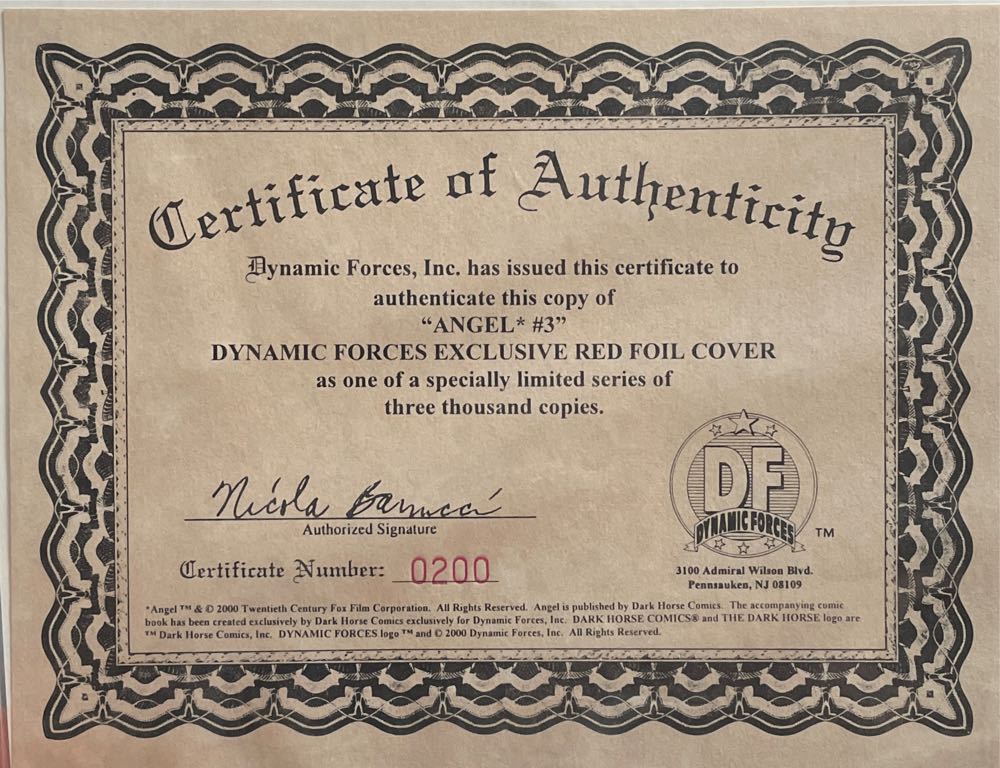 Certificate of Authenticity
Dynamic Forces, Inc. has issued this certificate to
authenticate this copy of
“ANGEL* #3”
DYNAMIC FORCES EXCLUSIVE RED FOIL COVER
as one of a specially limited series of
three thousand copies.
Nicola Barrucci
Authorized Signature
Certificate Number: 0200
DF
DYNAMIC FORCES
TM
3100 Admiral Wilson Blvd.
Pennsauken, NJ 08109
*Angel ™ & © 2000 Twentieth Century Fox Film Corporation. All Rights Reserved. Angel is published by Dark Horse Comics. The accompanying comic
book has been created exclusively by Dark Horse Comics exclusively for Dynamic Forces, Inc. DARK HORSE COMICS® and THE DARK HORSE logo are
™ Dark Horse Comics, Inc. DYNAMIC FORCES logo ™ and © 2000 Dynamic Forces, Inc. All Rights Reserved.